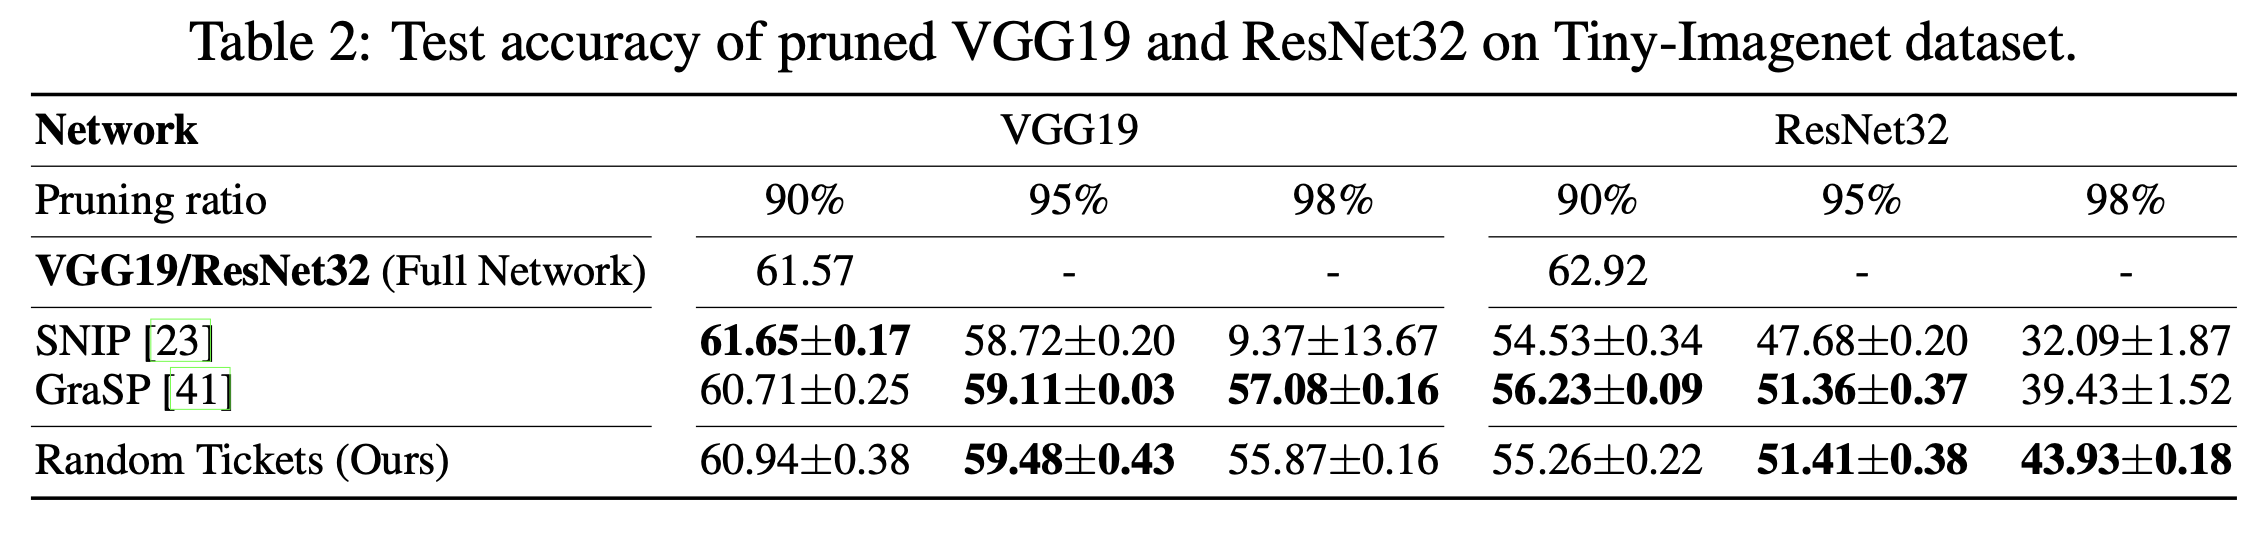 Table 2: Test accuracy of pruned VGG19 and ResNet32 on Tiny-Imagenet dataset.
Network VGG19 ResNet32
Pruning ratio 90% 95% 98% 90% 95% 98%
VGG19/ResNet32 (Full Network) 61.57 - - 62.92 - -
SNIP [23] 61.65±0.17 58.72±0.20 9.37±13.67 54.53±0.34 47.68±0.20 32.09±1.87
GraSP [41] 60.71±0.25 59.11±0.03 57.08±0.16 56.23±0.09 51.36±0.37 39.43±1.52
Random Tickets (Ours) 60.94±0.38 59.48±0.43 55.87±0.16 55.26±0.22 51.41±0.38 43.93±0.18